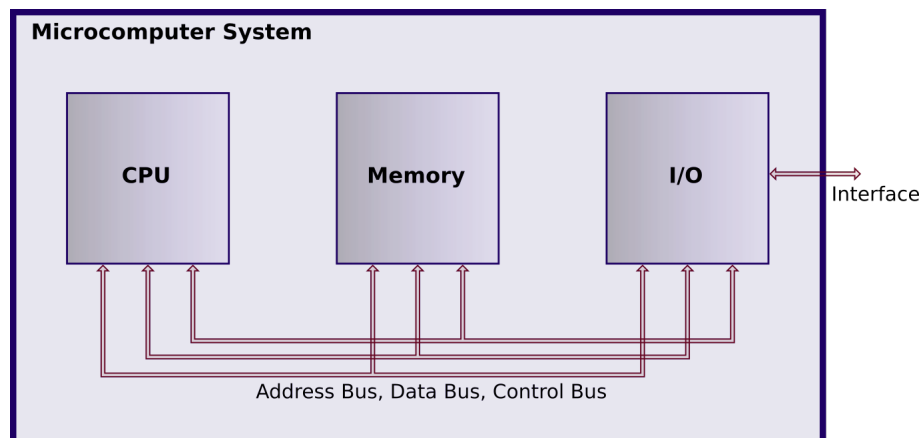 Microcomputer System
CPU
Memory
I/O
Interface
Address Bus, Data Bus, Control Bus